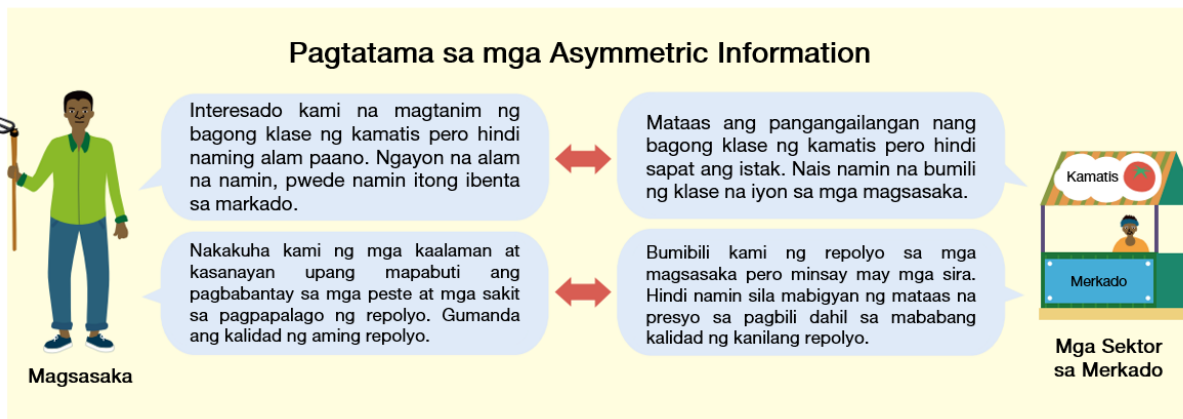 Pagtatama sa mga Asymmetric Information
Interesado kami na magtanim ng
bagong klase ng kamatis pero hindi
naming alam paano. Ngayon na alam
na namin, pwede namin itong ibenta
sa markado.
Mataas ang pangangailangan nang
bagong klase ng kamatis pero hindi
sapat ang istak. Nais namin na bumili
ng klase na iyon sa mga magsasaka.
Kamatis
Nakakuha kami ng mga kaalaman at
kasanayan upang mapabuti ang
pagbabantay sa mga peste at mga sakit
sa pagpapalago ng repolyo. Gumanda
ang kalidad ng aming repolyo.
Bumibili kami ng repolyo sa mga
magsasaka pero minsay may mga sira.
Hindi namin sila mabigyan ng mataas na
presyo sa pagbili dahil sa mababang
kalidad ng kanilang repolyo.
Merkado
Magsasaka
Mga Sektor
sa Merkado